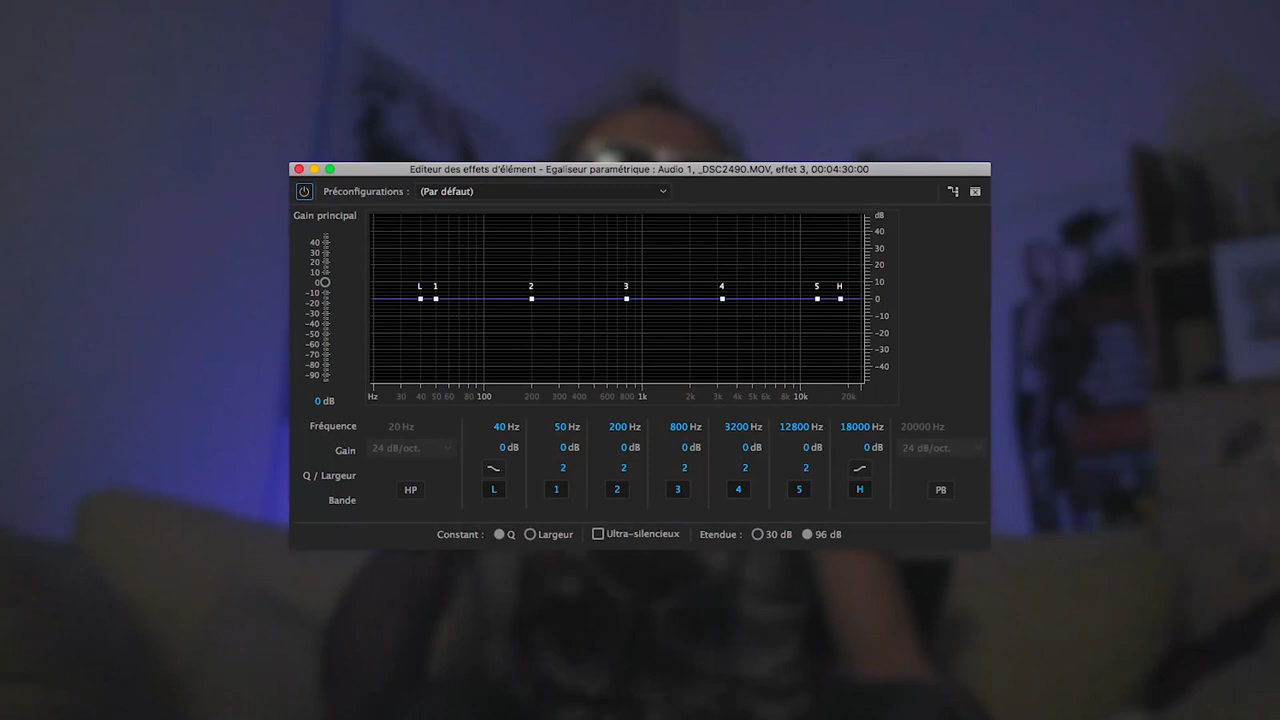 Editeur des effets d'élément - Egaliseur paramétrique : Audio 1, _DSC2490.MOV, effet 3, 00:04:30:00
Préconfigurations : (Par défaut)
Gain principal
dB
40 30 20 10 0 -10 -20 -30 -40 -50 -60 -70 -80 -90
L 1 2 3 4 5 H
40 30 20 10 0 -10 -20 -30 -40
Hz 30 40 50 60 100 200 300 400 600 800 1k 2k 3k 4k 5k 6k 10k 20k
0 dB
Fréquence 20 Hz 40 Hz 50 Hz 200 Hz 800 Hz 3200 Hz 12800 Hz 18000 Hz 20000 Hz
Gain 24 dB/oct. 0 dB 0 dB 0 dB 0 dB 0 dB 0 dB 0 dB 24 dB/oct.
Q / Largeur 2 2 2 2 2
Bande HP L 1 2 3 4 5 H PB
Constant : Q Largeur Ultra-silencieux Etendue : 30 dB 96 dB